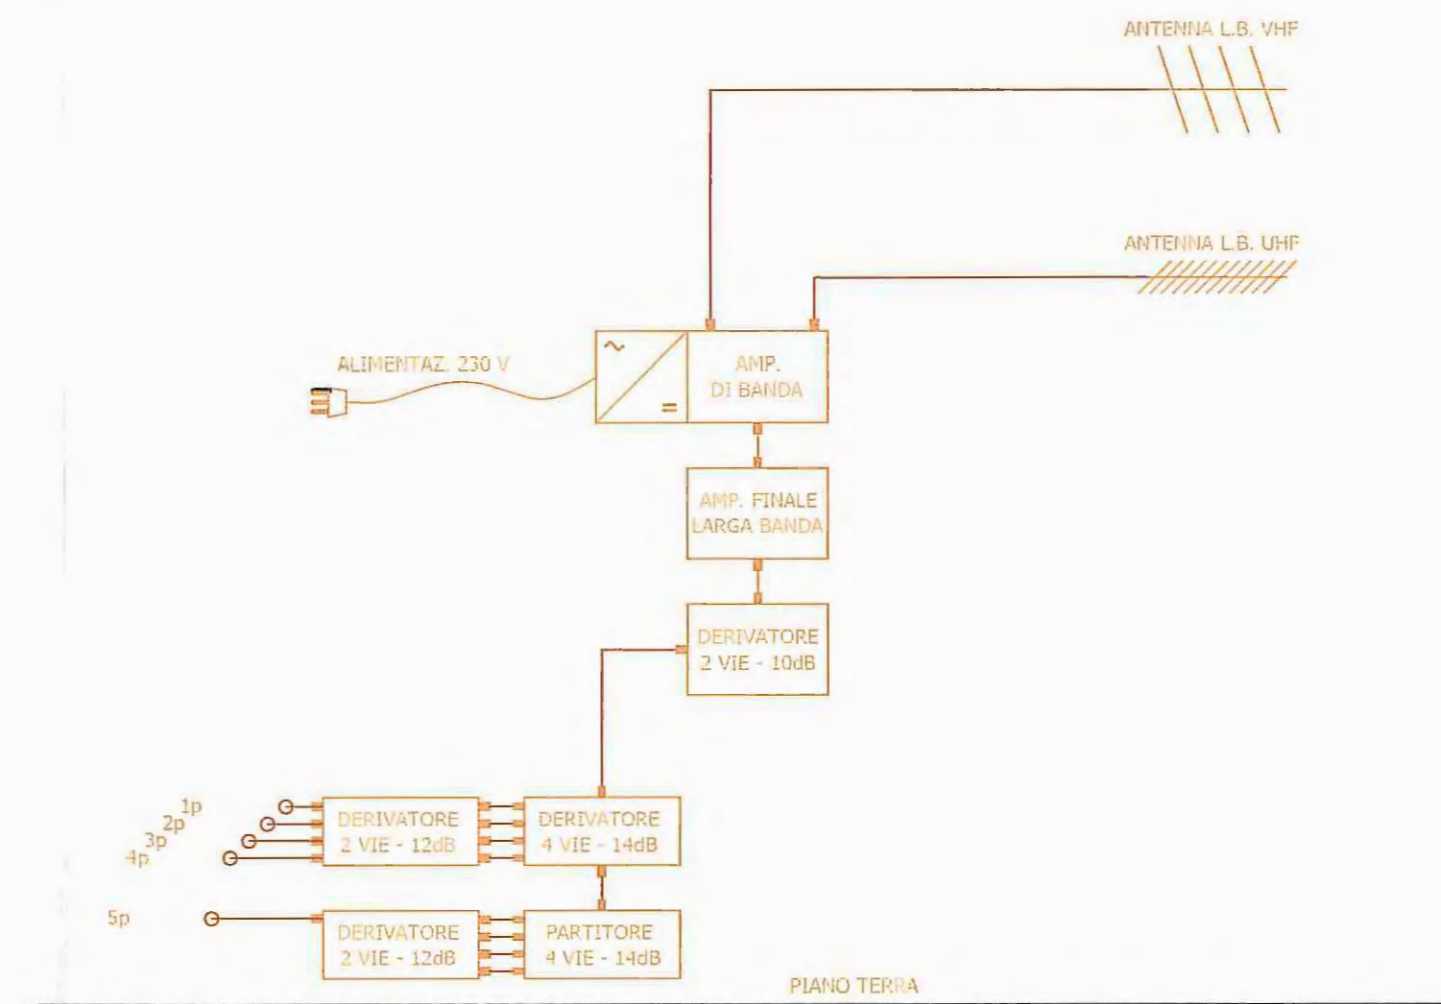 ANTENNA L.B. VHF
ANTENNA L.B. UHF
ALIMENTAZ. 230 V
AMP.
DI BANDA
AMP. FINALE
LARGA BANDA
DERIVATORE
2 VIE - 10dB
1p
2p
3p
4p
DERIVATORE
2 VIE - 12dB
DERIVATORE
4 VIE - 14dB
5p
DERIVATORE
2 VIE - 12dB
PARTITORE
4 VIE - 14dB
PIANO TERRA